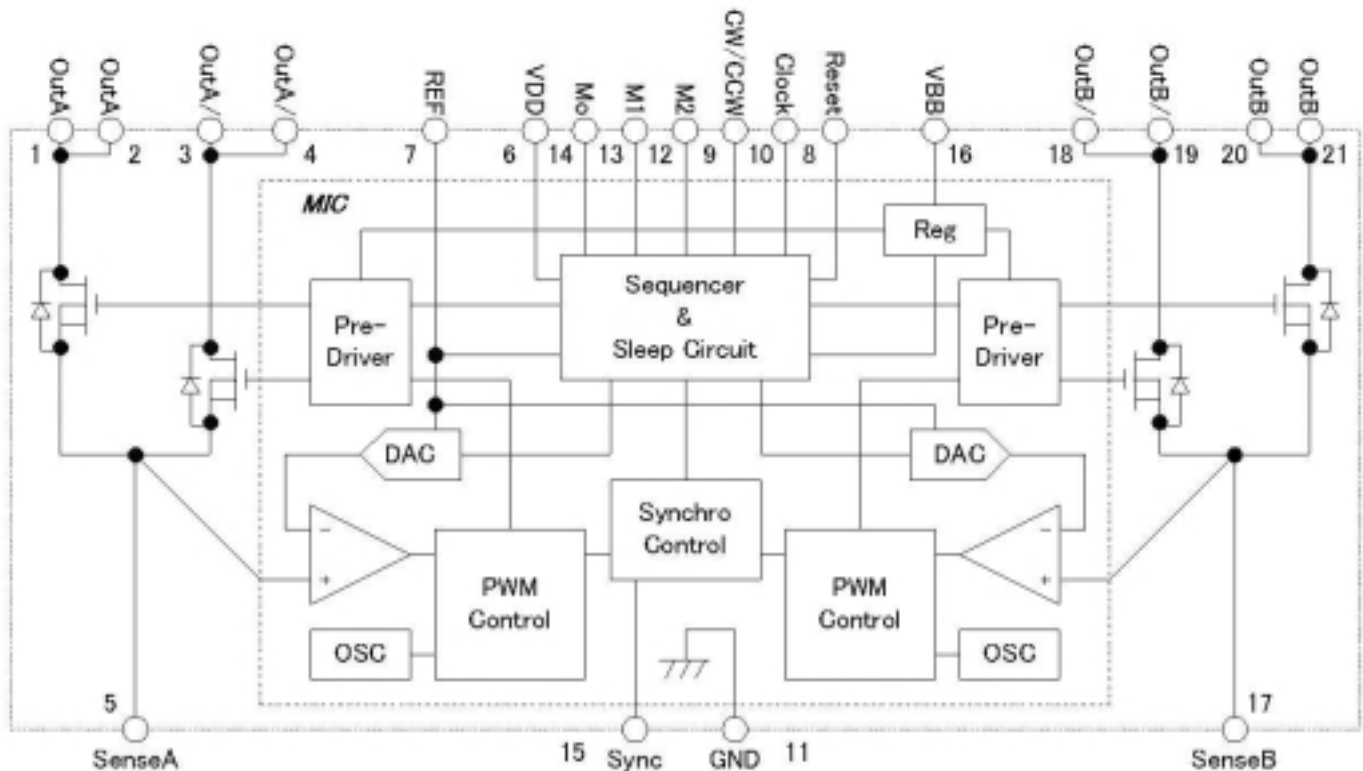 OutA
OutA
OutA/
OutA/
REF
VDD
Mo
M1
M2
CW/CCW
Clock
Reset
VBB
OutB/
OutB/
OutB
OutB
1
2
3
4
7
6
14
13
12
9
10
8
16
18
19
20
21
MIC
Reg
Pre-
Driver
Sequencer
&
Sleep Circuit
Pre-
Driver
DAC
DAC
Synchro
Control
-
+
PWM
Control
PWM
Control
-
+
OSC
OSC
5
SenseA
15
Sync
GND
11
17
SenseB